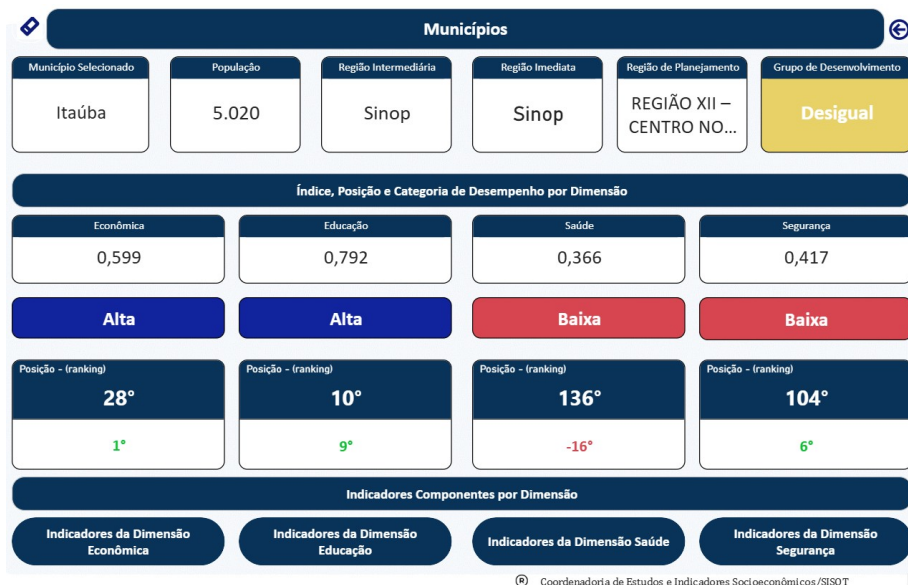 Municípios
Município Selecionado
Itaúba
População
5.020
Região Intermediária
Sinop
Região Imediata
Sinop
Região de Planejamento
REGIÃO XII –
CENTRO NO...
Grupo de Desenvolvimento
Desigual
Índice, Posição e Categoria de Desempenho por Dimensão
Econômica
0,599
Educação
0,792
Saúde
0,366
Segurança
0,417
Alta
Alta
Baixa
Baixa
Posição - (ranking)
28°
1°
Posição - (ranking)
10°
9°
Posição - (ranking)
136°
-16°
Posição - (ranking)
104°
6°
Indicadores Componentes por Dimensão
Indicadores da Dimensão
Econômica
Indicadores da Dimensão
Educação
Indicadores da Dimensão Saúde
Indicadores da Dimensão
Segurança
® Coordenadoria de Estudos e Indicadores Socioeconômicos/SISOT